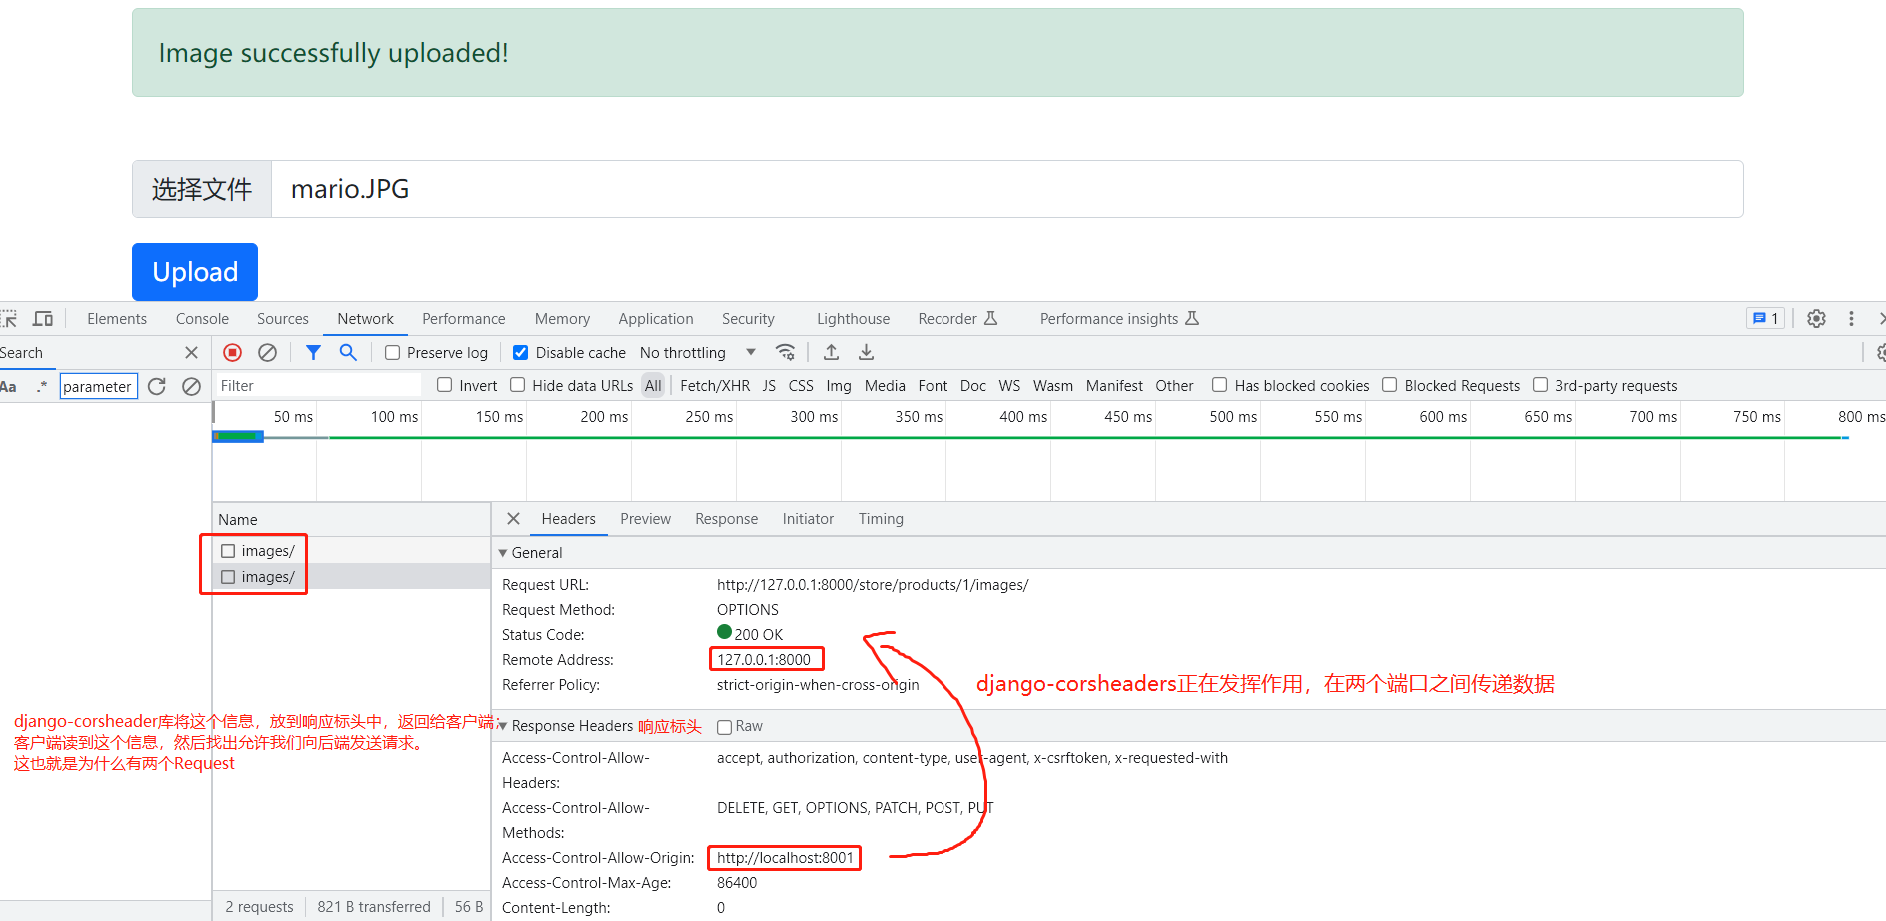 Image successfully uploaded!
选择文件 mario.JPG
Upload
Elements Console Sources Network Performance Memory Application Security Lighthouse Recorder Performance insights 1
Search Preserve log Disable cache No throttling
Aa .* parameter Filter Invert Hide data URLs All Fetch/XHR JS CSS Img Media Font Doc WS Wasm Manifest Other Has blocked cookies Blocked Requests 3rd-party requests
50 ms 100 ms 150 ms 200 ms 250 ms 300 ms 350 ms 400 ms 450 ms 500 ms 550 ms 600 ms 650 ms 700 ms 750 ms 800 ms
Name
images/
images/
Headers Preview Response Initiator Timing
General
Request URL: http://127.0.0.1:8000/store/products/1/images/
Request Method: OPTIONS
Status Code: 200 OK
Remote Address: 127.0.0.1:8000
Referrer Policy: strict-origin-when-cross-origin
django-corsheaders正在发挥作用，在两个端口之间传递数据
django-corsheader库将这个信息，放到响应标头中，返回给客户端；
客户端读到这个信息，然后找出允许我们向后端发送请求。
这也就是为什么有两个Request
Response Headers 响应标头 Raw
Access-Control-Allow-Headers: accept, authorization, content-type, user-agent, x-csrftoken, x-requested-with
Access-Control-Allow-Methods: DELETE, GET, OPTIONS, PATCH, POST, PUT
Access-Control-Allow-Origin: http://localhost:8001
Access-Control-Max-Age: 86400
Content-Length: 0
2 requests 821 B transferred 56 B